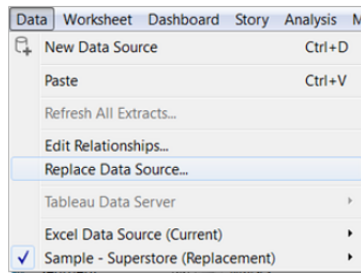 Data Worksheet Dashboard Story Analysis M
New Data Source Ctrl+D
Paste Ctrl+V
Refresh All Extracts...
Edit Relationships...
Replace Data Source...
Tableau Data Server
Excel Data Source (Current)
Sample - Superstore (Replacement)